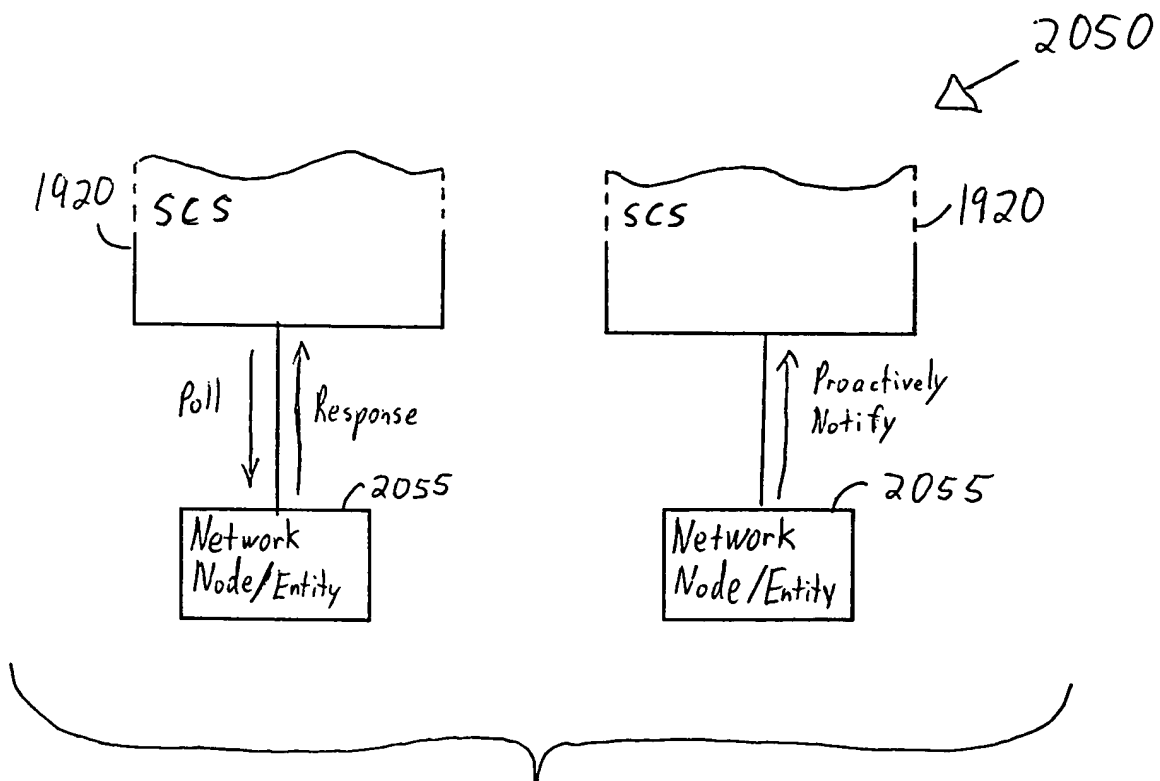 2050
1920
SCS
SCS
1920
Poll
Response
Proactively
Notify
2055
2055
Network
Node/Entity
Network
Node/Entity